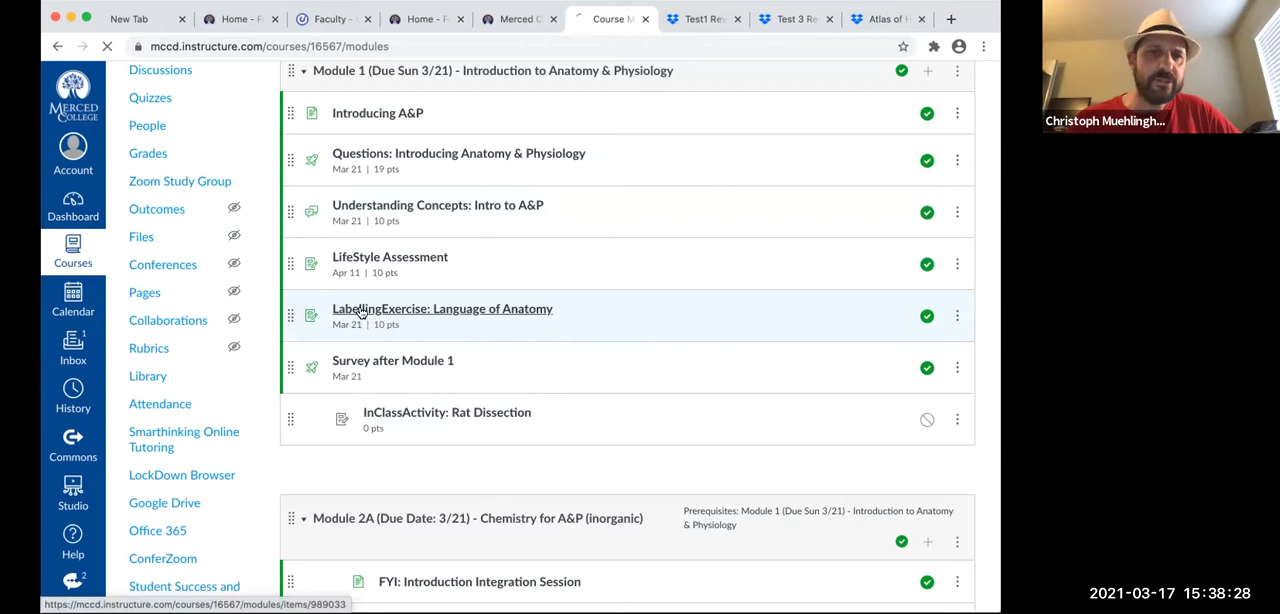 New Tab
Home - F
Faculty -
Home - F
Merced C
Course M
Test1 Rev
Test 3 Re
Atlas of H
mccd.instructure.com/courses/16567/modules
MERCED
COLLEGE
Account
Dashboard
Courses
Calendar
1
Inbox
History
Commons
Studio
Help
2
Discussions
Quizzes
People
Grades
Zoom Study Group
Outcomes
Files
Conferences
Pages
Collaborations
Rubrics
Library
Attendance
Smarthinking Online
Tutoring
LockDown Browser
Google Drive
Office 365
ConferZoom
Student Success and
Module 1 (Due Sun 3/21) - Introduction to Anatomy & Physiology
Introducing A&P
Questions: Introducing Anatomy & Physiology
Mar 21 | 19 pts
Understanding Concepts: Intro to A&P
Mar 21 | 10 pts
LifeStyle Assessment
Apr 11 | 10 pts
LabellingExercise: Language of Anatomy
Mar 21 | 10 pts
Survey after Module 1
Mar 21
InClassActivity: Rat Dissection
0 pts
Module 2A (Due Date: 3/21) - Chemistry for A&P (inorganic)
Prerequisites: Module 1 (Due Sun 3/21) - Introduction to Anatomy
& Physiology
FYI: Introduction Integration Session
https://mccd.instructure.com/courses/16567/modules/items/989033
Christoph Muehlingh...
2021-03-17 15:38:28